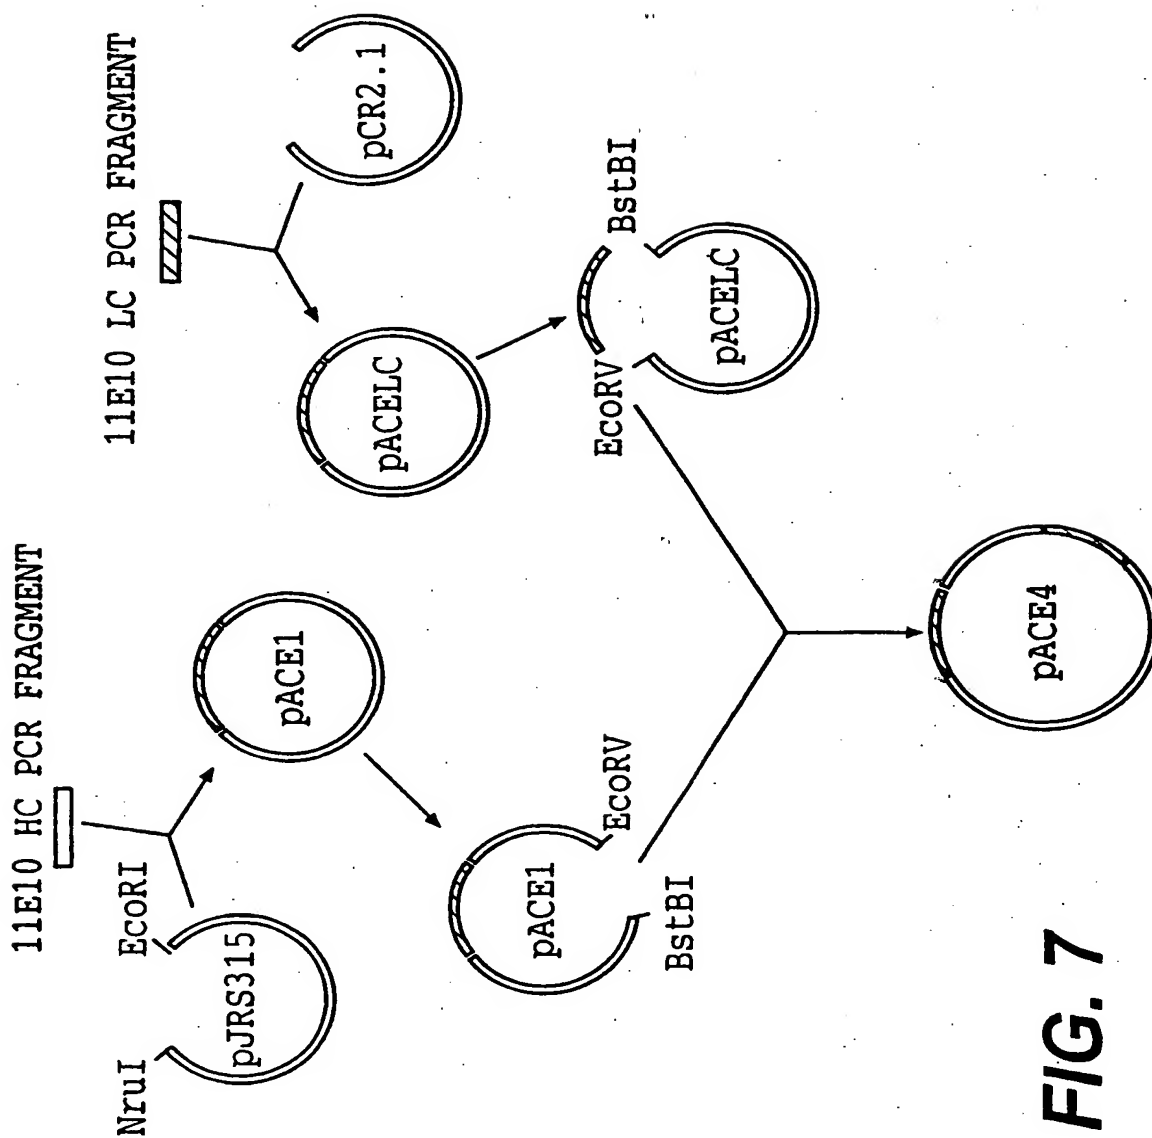 11E10 HC PCR FRAGMENT
NruI
EcoRI
pJRS315
pACE1
pACE1
EcoRV
BstBI
11E10 LC PCR FRAGMENT
pCR2.1
pACELC
EcoRV
BstBI
pACELC
pACE4
FIG. 7